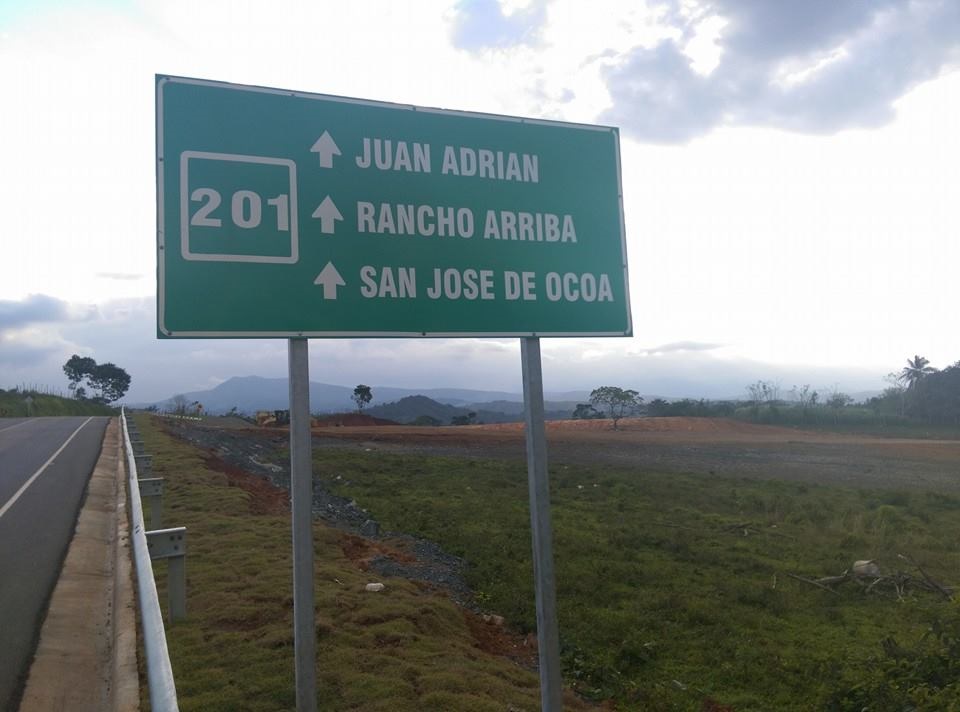 201
JUAN ADRIAN
RANCHO ARRIBA
SAN JOSE DE OCOA